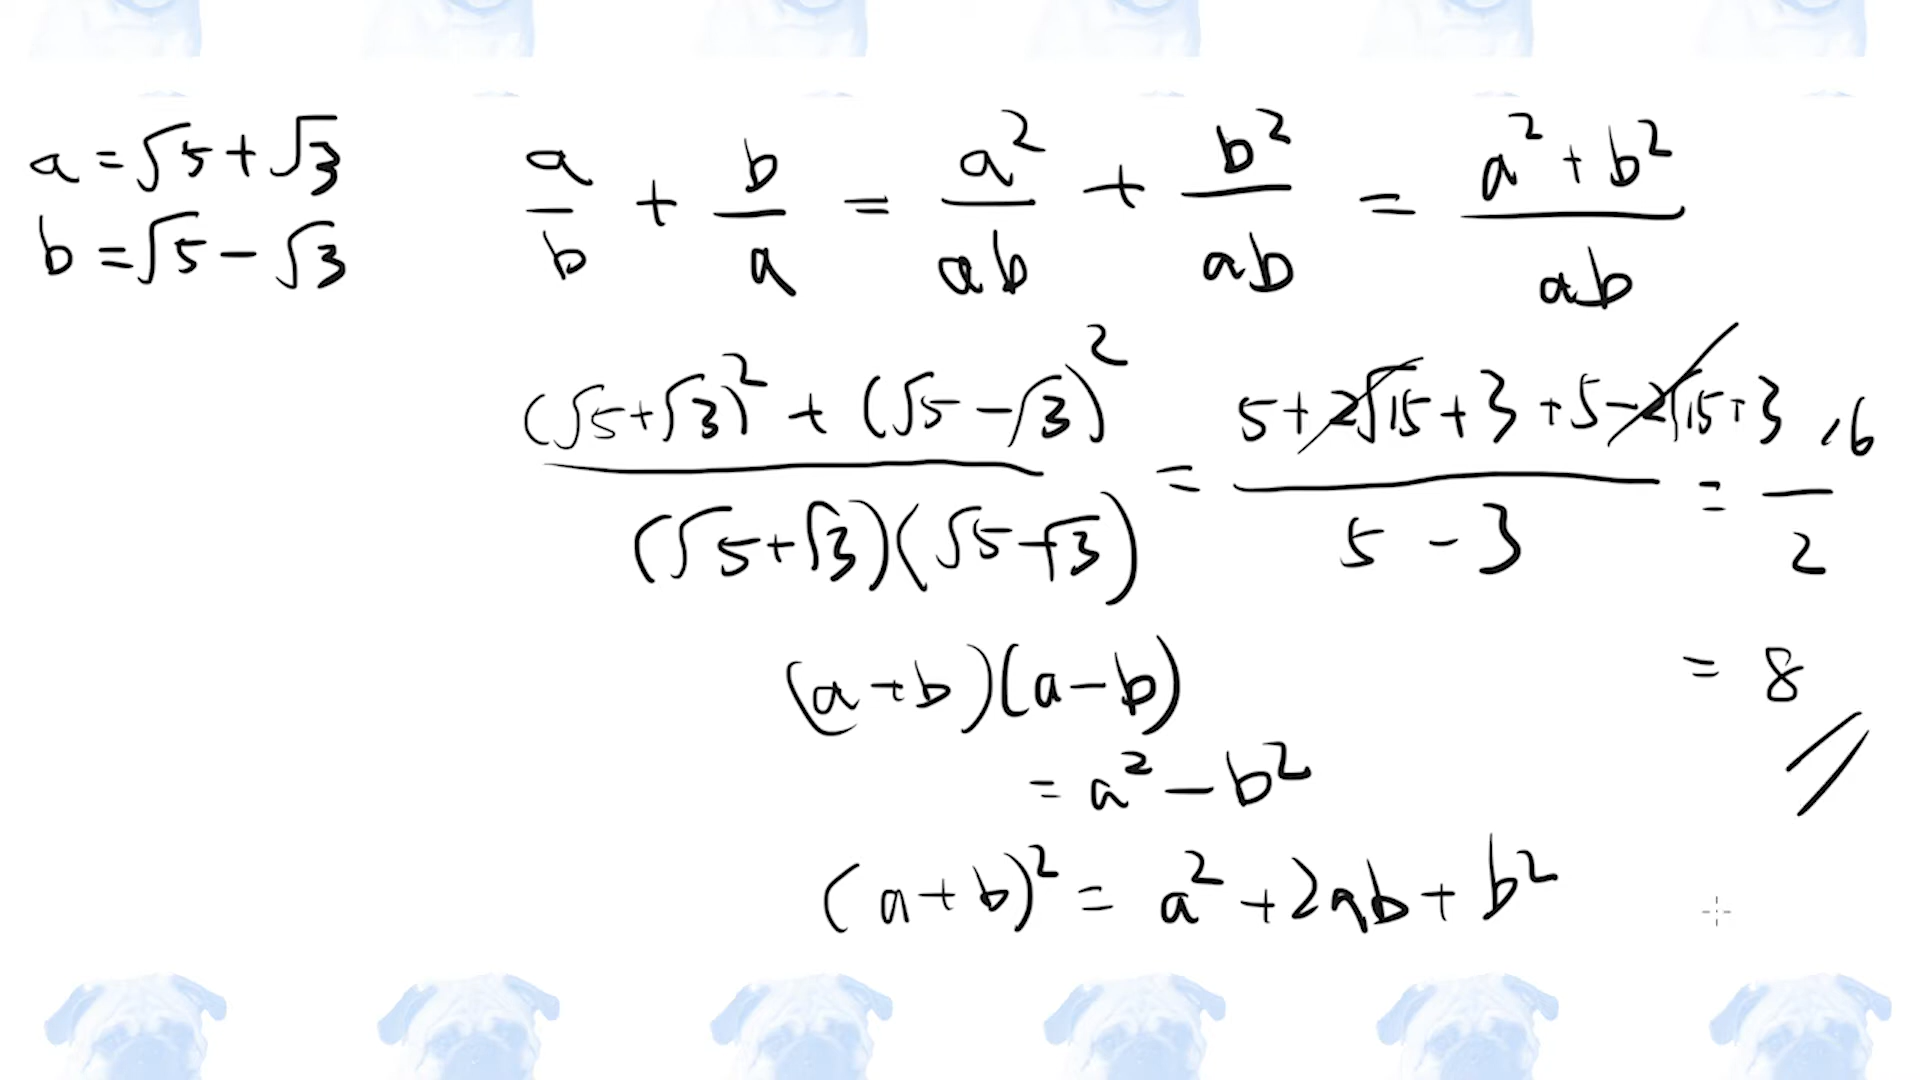 a = √5 + √3
b = √5 − √3
a/b + b/a = a²/ab + b²/ab = (a² + b²)/ab
((√5+√3)² + (√5−√3)²)/((√5+√3)(√5−√3)) = (5+2√15+3+5−2√15+3)/(5−3) = 16/2
= 8
(a+b)(a−b)
= a² − b²
(a+b)² = a² + 2ab + b²